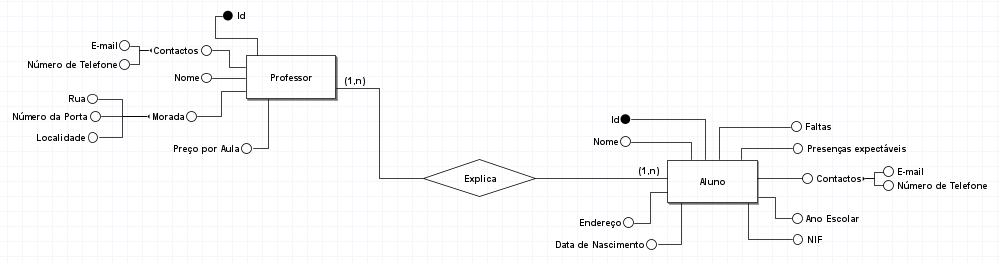 Id
E-mail
Contactos
Número de Telefone
Nome
Professor
(1,n)
Rua
Número da Porta
Morada
Localidade
Preço por Aula
Explica
(1,n)
Id
Nome
Aluno
Faltas
Presenças expectáveis
Contactos
E-mail
Número de Telefone
Endereço
Ano Escolar
Data de Nascimento
NIF